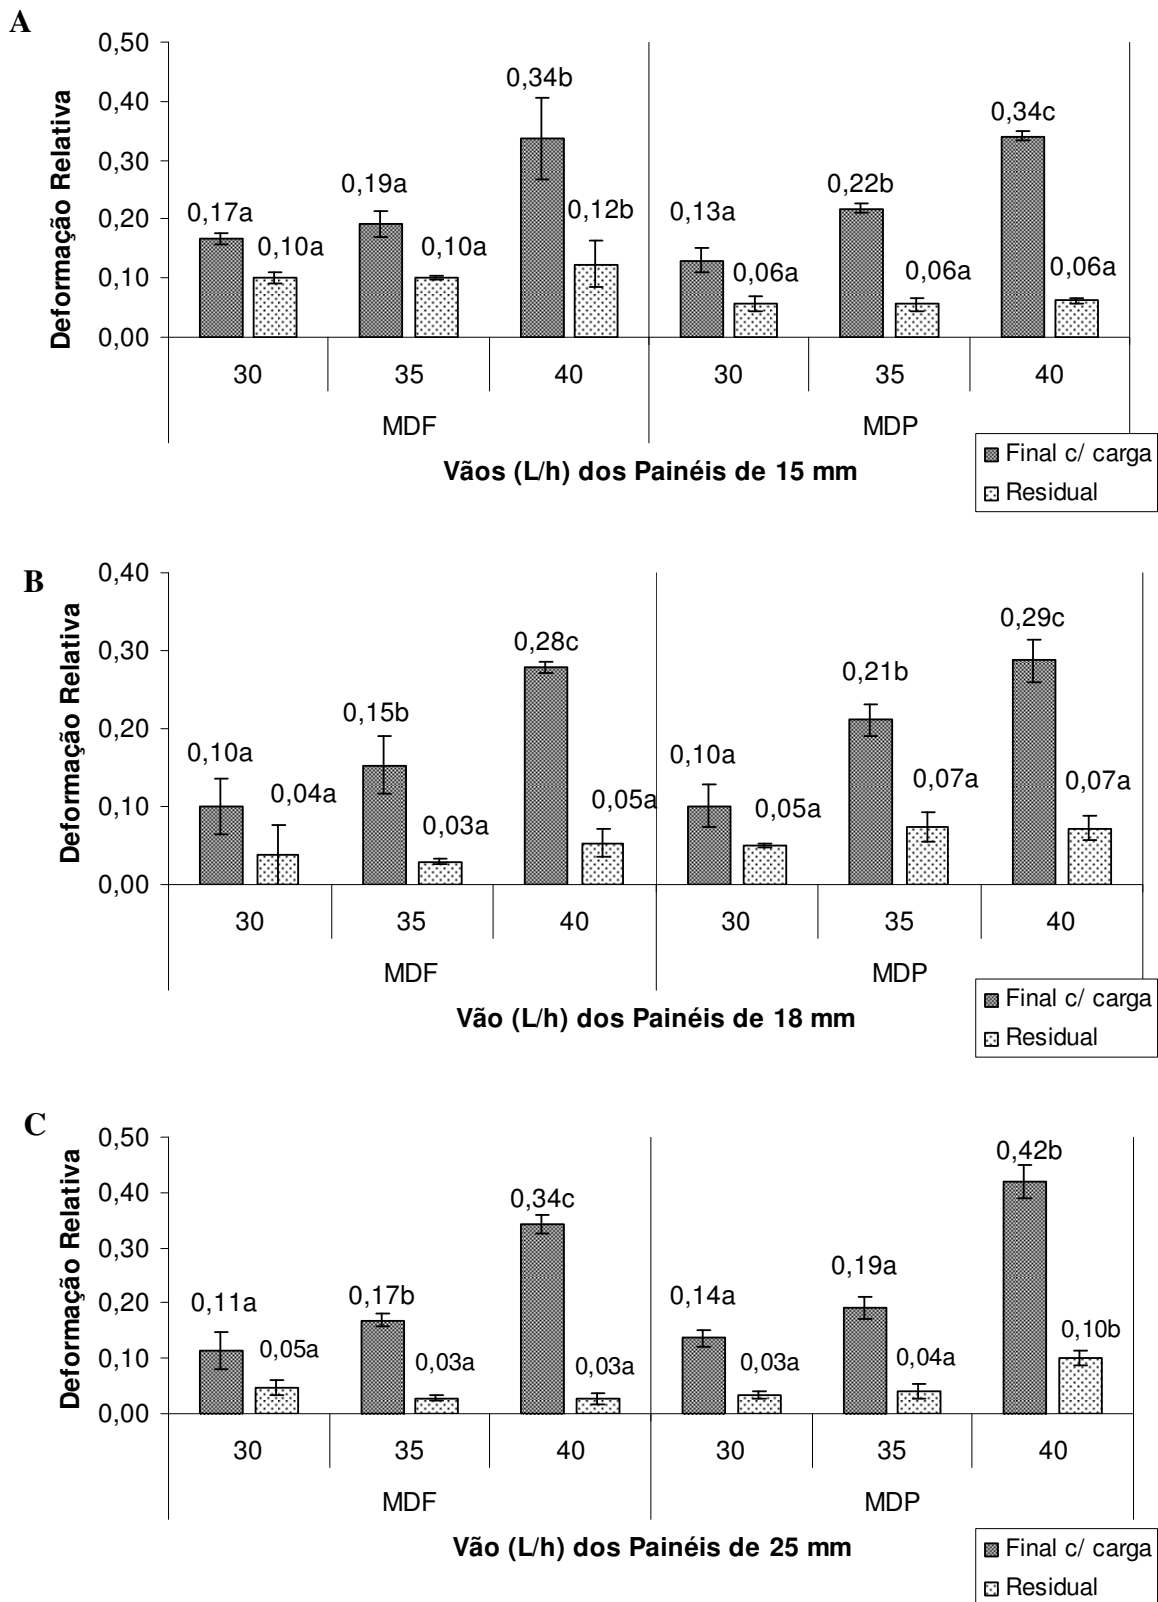 A
Deformação Relativa
0,50
0,40
0,30
0,20
0,10
0,00
0,17a
0,10a
0,19a
0,10a
0,34b
0,12b
0,13a
0,06a
0,22b
0,06a
0,34c
0,06a
30 35 40 30 35 40
MDF MDP
Vãos (L/h) dos Painéis de 15 mm
Final c/ carga
Residual
B
Deformação Relativa
0,40
0,30
0,20
0,10
0,00
0,10a
0,04a
0,15b
0,03a
0,28c
0,05a
0,10a
0,05a
0,21b
0,07a
0,29c
0,07a
30 35 40 30 35 40
MDF MDP
Vão (L/h) dos Painéis de 18 mm
Final c/ carga
Residual
C
Deformação Relativa
0,50
0,40
0,30
0,20
0,10
0,00
0,11a
0,05a
0,17b
0,03a
0,34c
0,03a
0,14a
0,03a
0,19a
0,04a
0,42b
0,10b
30 35 40 30 35 40
MDF MDP
Vão (L/h) dos Painéis de 25 mm
Final c/ carga
Residual